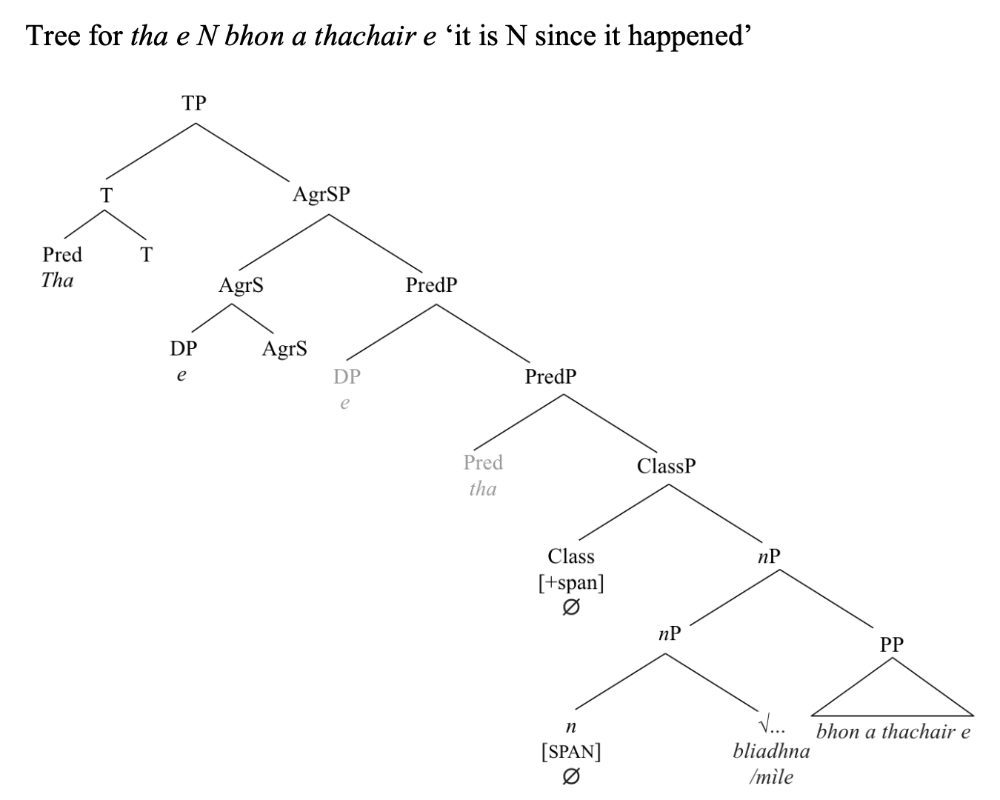 Tree for tha e N bhon a thachair e ‘it is N since it happened’
TP
T AgrSP
Pred T
Tha
AgrS PredP
DP AgrS
e
DP PredP
e
Pred ClassP
tha
Class nP
[+span]
∅
nP PP
n √... bhon a thachair e
[SPAN] bliadhna
∅ /mìle